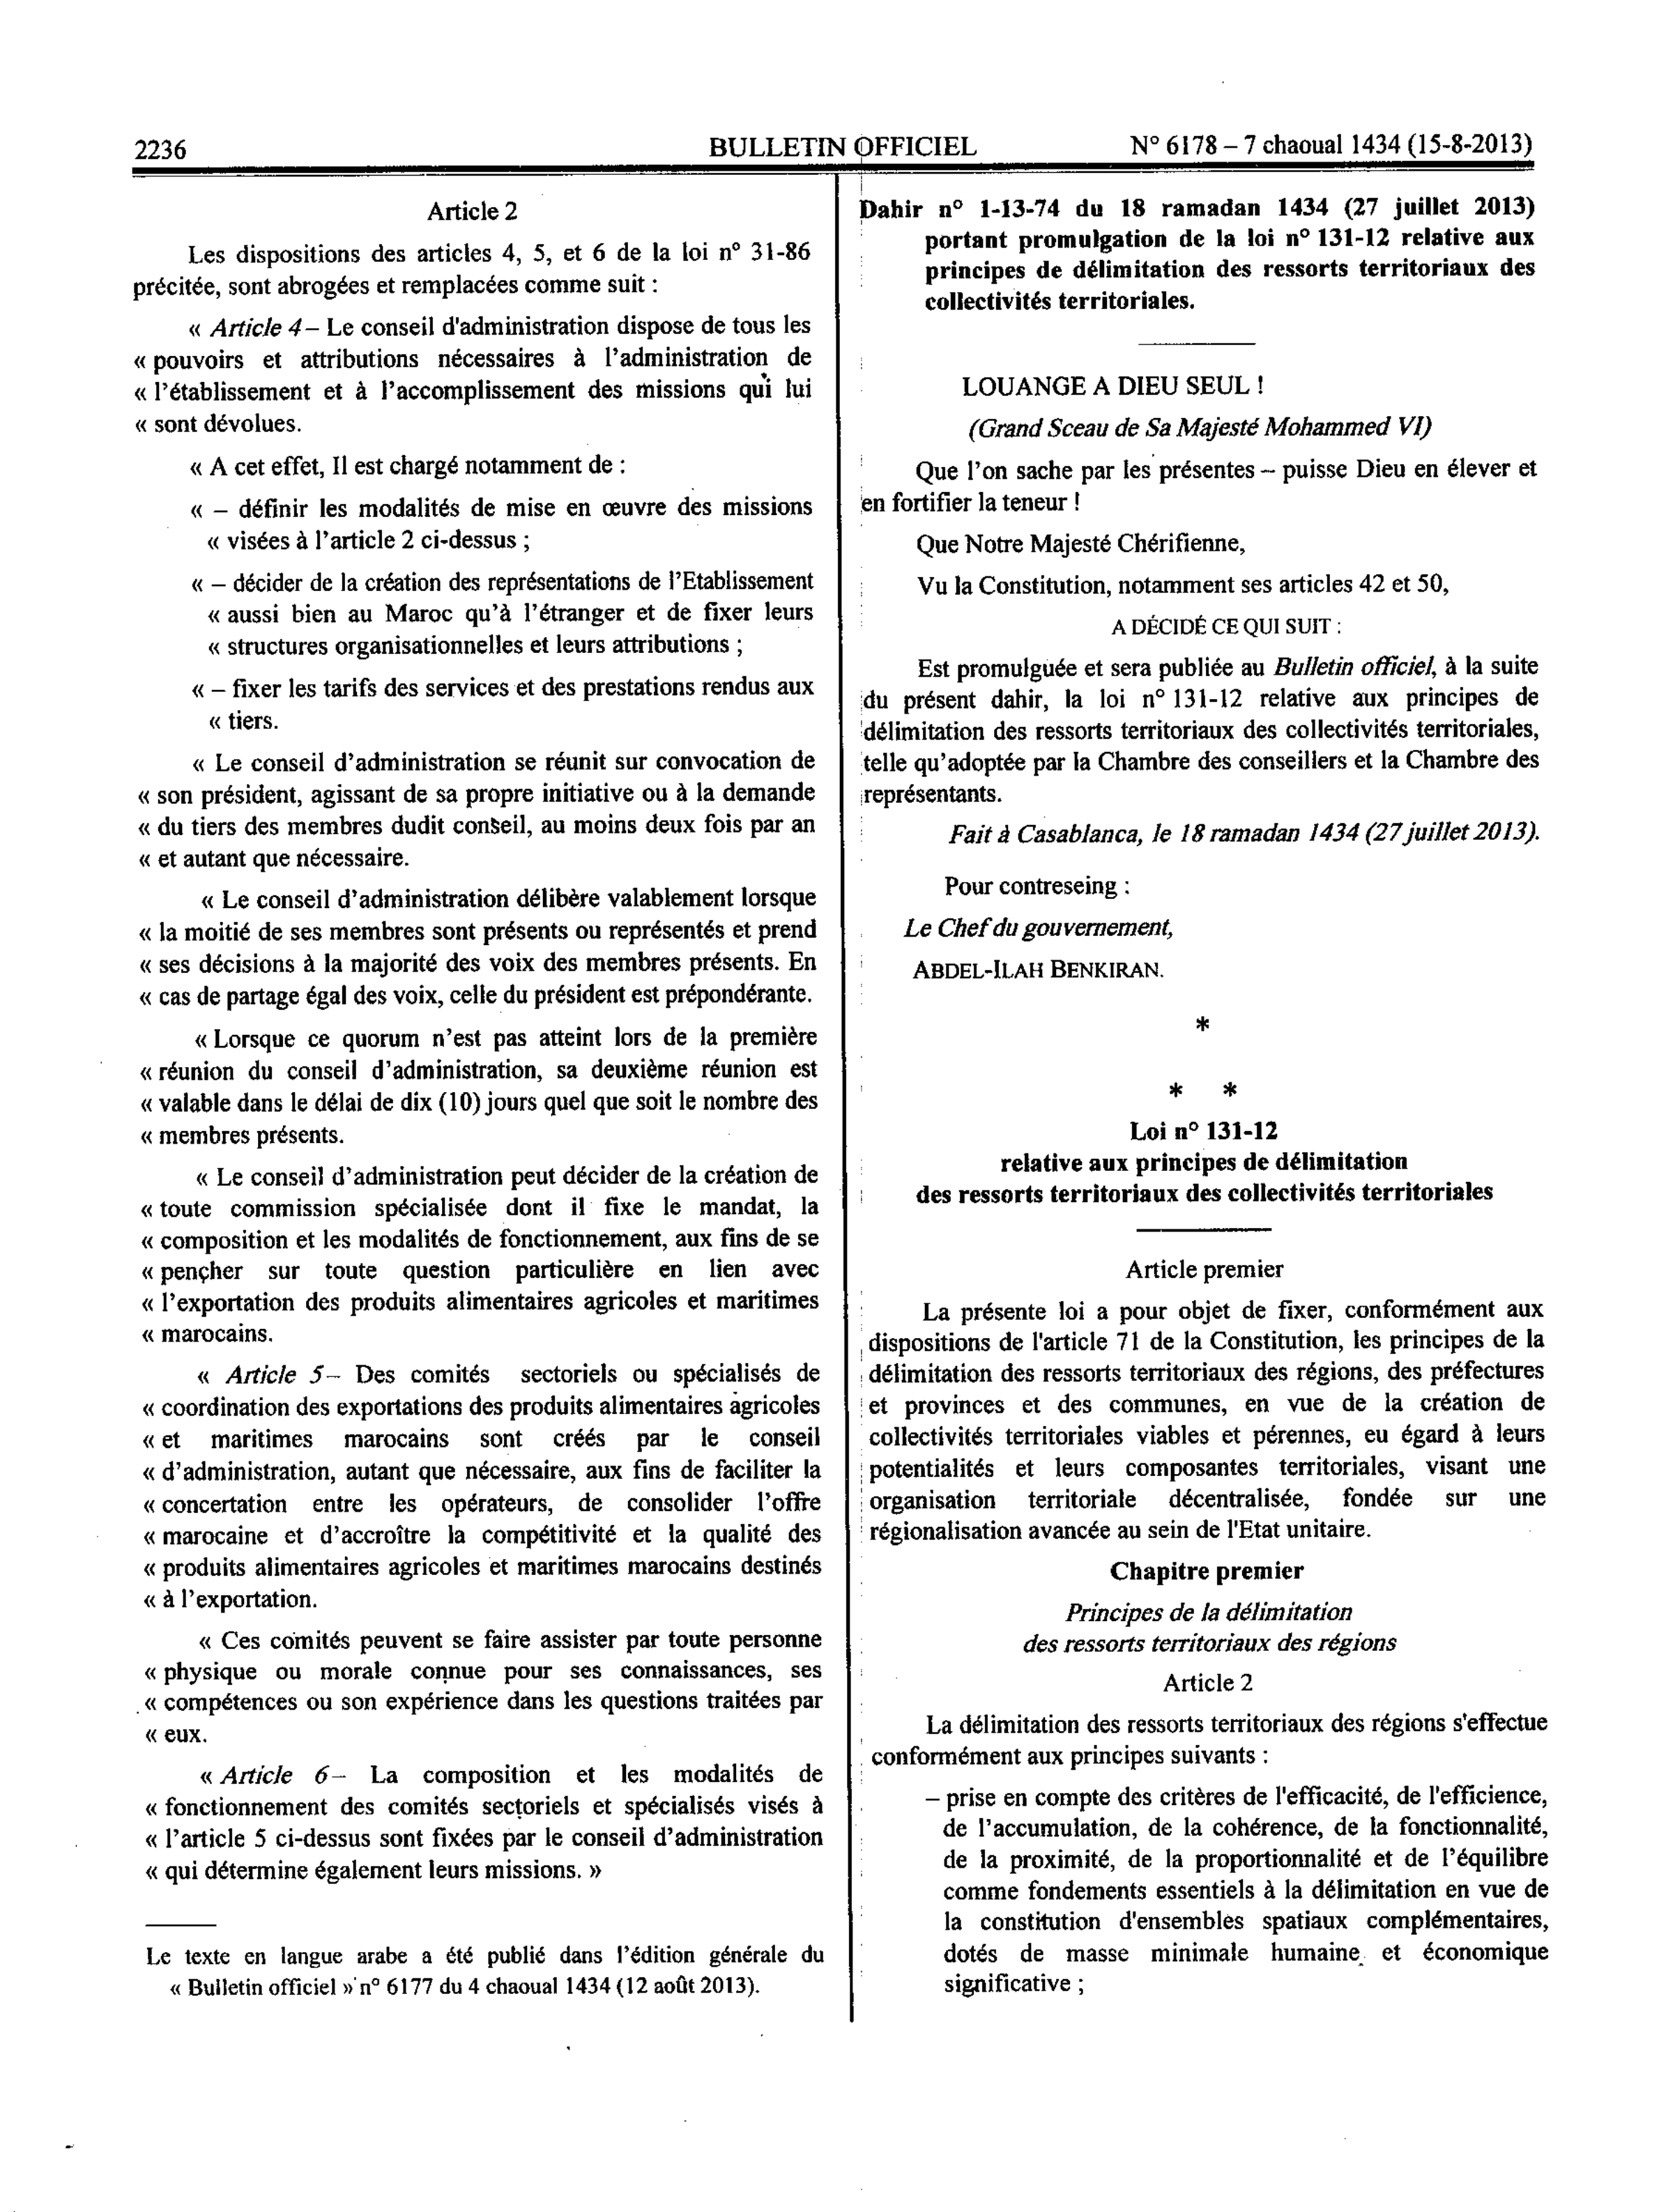 2236
BULLETIN OFFICIEL
N° 6178 – 7 chaoual 1434 (15-8-2013)
Article 2
Les dispositions des articles 4, 5, et 6 de la loi n° 31-86
précitée, sont abrogées et remplacées comme suit :
« Article 4– Le conseil d'administration dispose de tous les
« pouvoirs et attributions nécessaires à l'administration de
« l'établissement et à l'accomplissement des missions qui lui
« sont dévolues.
« A cet effet, Il est chargé notamment de :
« – définir les modalités de mise en œuvre des missions
« visées à l'article 2 ci-dessus ;
« – décider de la création des représentations de l'Etablissement
« aussi bien au Maroc qu'à l'étranger et de fixer leurs
« structures organisationnelles et leurs attributions ;
« – fixer les tarifs des services et des prestations rendus aux
« tiers.
« Le conseil d'administration se réunit sur convocation de
« son président, agissant de sa propre initiative ou à la demande
« du tiers des membres dudit conseil, au moins deux fois par an
« et autant que nécessaire.
« Le conseil d'administration délibère valablement lorsque
« la moitié de ses membres sont présents ou représentés et prend
« ses décisions à la majorité des voix des membres présents. En
« cas de partage égal des voix, celle du président est prépondérante.
« Lorsque ce quorum n'est pas atteint lors de la première
« réunion du conseil d'administration, sa deuxième réunion est
« valable dans le délai de dix (10) jours quel que soit le nombre des
« membres présents.
« Le conseil d'administration peut décider de la création de
« toute commission spécialisée dont il fixe le mandat, la
« composition et les modalités de fonctionnement, aux fins de se
« pençher sur toute question particulière en lien avec
« l'exportation des produits alimentaires agricoles et maritimes
« marocains.
« Article 5– Des comités sectoriels ou spécialisés de
« coordination des exportations des produits alimentaires agricoles
« et maritimes marocains sont créés par le conseil
« d'administration, autant que nécessaire, aux fins de faciliter la
« concertation entre les opérateurs, de consolider l'offre
« marocaine et d'accroître la compétitivité et la qualité des
« produits alimentaires agricoles et maritimes marocains destinés
« à l'exportation.
« Ces comités peuvent se faire assister par toute personne
« physique ou morale connue pour ses connaissances, ses
« compétences ou son expérience dans les questions traitées par
« eux.
« Article 6– La composition et les modalités de
« fonctionnement des comités sectoriels et spécialisés visés à
« l'article 5 ci-dessus sont fixées par le conseil d'administration
« qui détermine également leurs missions. »
Le texte en langue arabe a été publié dans l'édition générale du
« Bulletin officiel » n° 6177 du 4 chaoual 1434 (12 août 2013).
Dahir n° 1-13-74 du 18 ramadan 1434 (27 juillet 2013)
portant promulgation de la loi n° 131-12 relative aux
principes de délimitation des ressorts territoriaux des
collectivités territoriales.
LOUANGE A DIEU SEUL !
(Grand Sceau de Sa Majesté Mohammed VI)
Que l'on sache par les présentes – puisse Dieu en élever et
en fortifier la teneur !
Que Notre Majesté Chérifienne,
Vu la Constitution, notamment ses articles 42 et 50,
A DÉCIDÉ CE QUI SUIT :
Est promulguée et sera publiée au Bulletin officiel, à la suite
du présent dahir, la loi n° 131-12 relative aux principes de
délimitation des ressorts territoriaux des collectivités territoriales,
telle qu'adoptée par la Chambre des conseillers et la Chambre des
représentants.
Fait à Casablanca, le 18 ramadan 1434 (27 juillet 2013).
Pour contreseing :
Le Chef du gouvernement,
ABDEL-ILAH BENKIRAN.
*
* *
Loi n° 131-12
relative aux principes de délimitation
des ressorts territoriaux des collectivités territoriales
Article premier
La présente loi a pour objet de fixer, conformément aux
dispositions de l'article 71 de la Constitution, les principes de la
délimitation des ressorts territoriaux des régions, des préfectures
et provinces et des communes, en vue de la création de
collectivités territoriales viables et pérennes, eu égard à leurs
potentialités et leurs composantes territoriales, visant une
organisation territoriale décentralisée, fondée sur une
régionalisation avancée au sein de l'Etat unitaire.
Chapitre premier
Principes de la délimitation
des ressorts territoriaux des régions
Article 2
La délimitation des ressorts territoriaux des régions s'effectue
conformément aux principes suivants :
– prise en compte des critères de l'efficacité, de l'efficience,
de l'accumulation, de la cohérence, de la fonctionnalité,
de la proximité, de la proportionnalité et de l'équilibre
comme fondements essentiels à la délimitation en vue de
la constitution d'ensembles spatiaux complémentaires,
dotés de masse minimale humaine et économique
significative ;